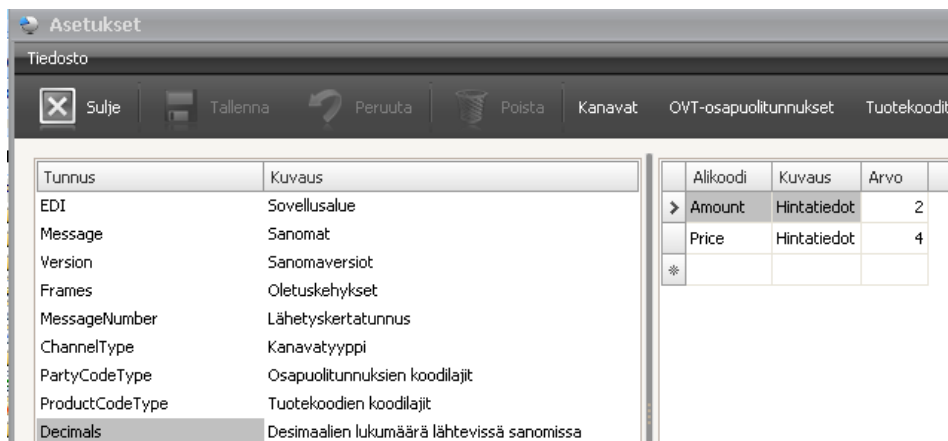 Asetukset
Tiedosto
Sulje Tallenna Peruuta Poista Kanavat OVT-osapuolitunnukset Tuotekoodit
Tunnus Kuvaus Alikoodi Kuvaus Arvo
EDI Sovellusalue Amount Hintatiedot 2
Message Sanomat Price Hintatiedot 4
Version Sanomaversiot
Frames Oletuskehykset
MessageNumber Lähetyskertatunnus
ChannelType Kanavatyyppi
PartyCodeType Osapuolitunnuksien koodilajit
ProductCodeType Tuotekoodien koodilajit
Decimals Desimaalien lukumäärä lähtevissä sanomissa